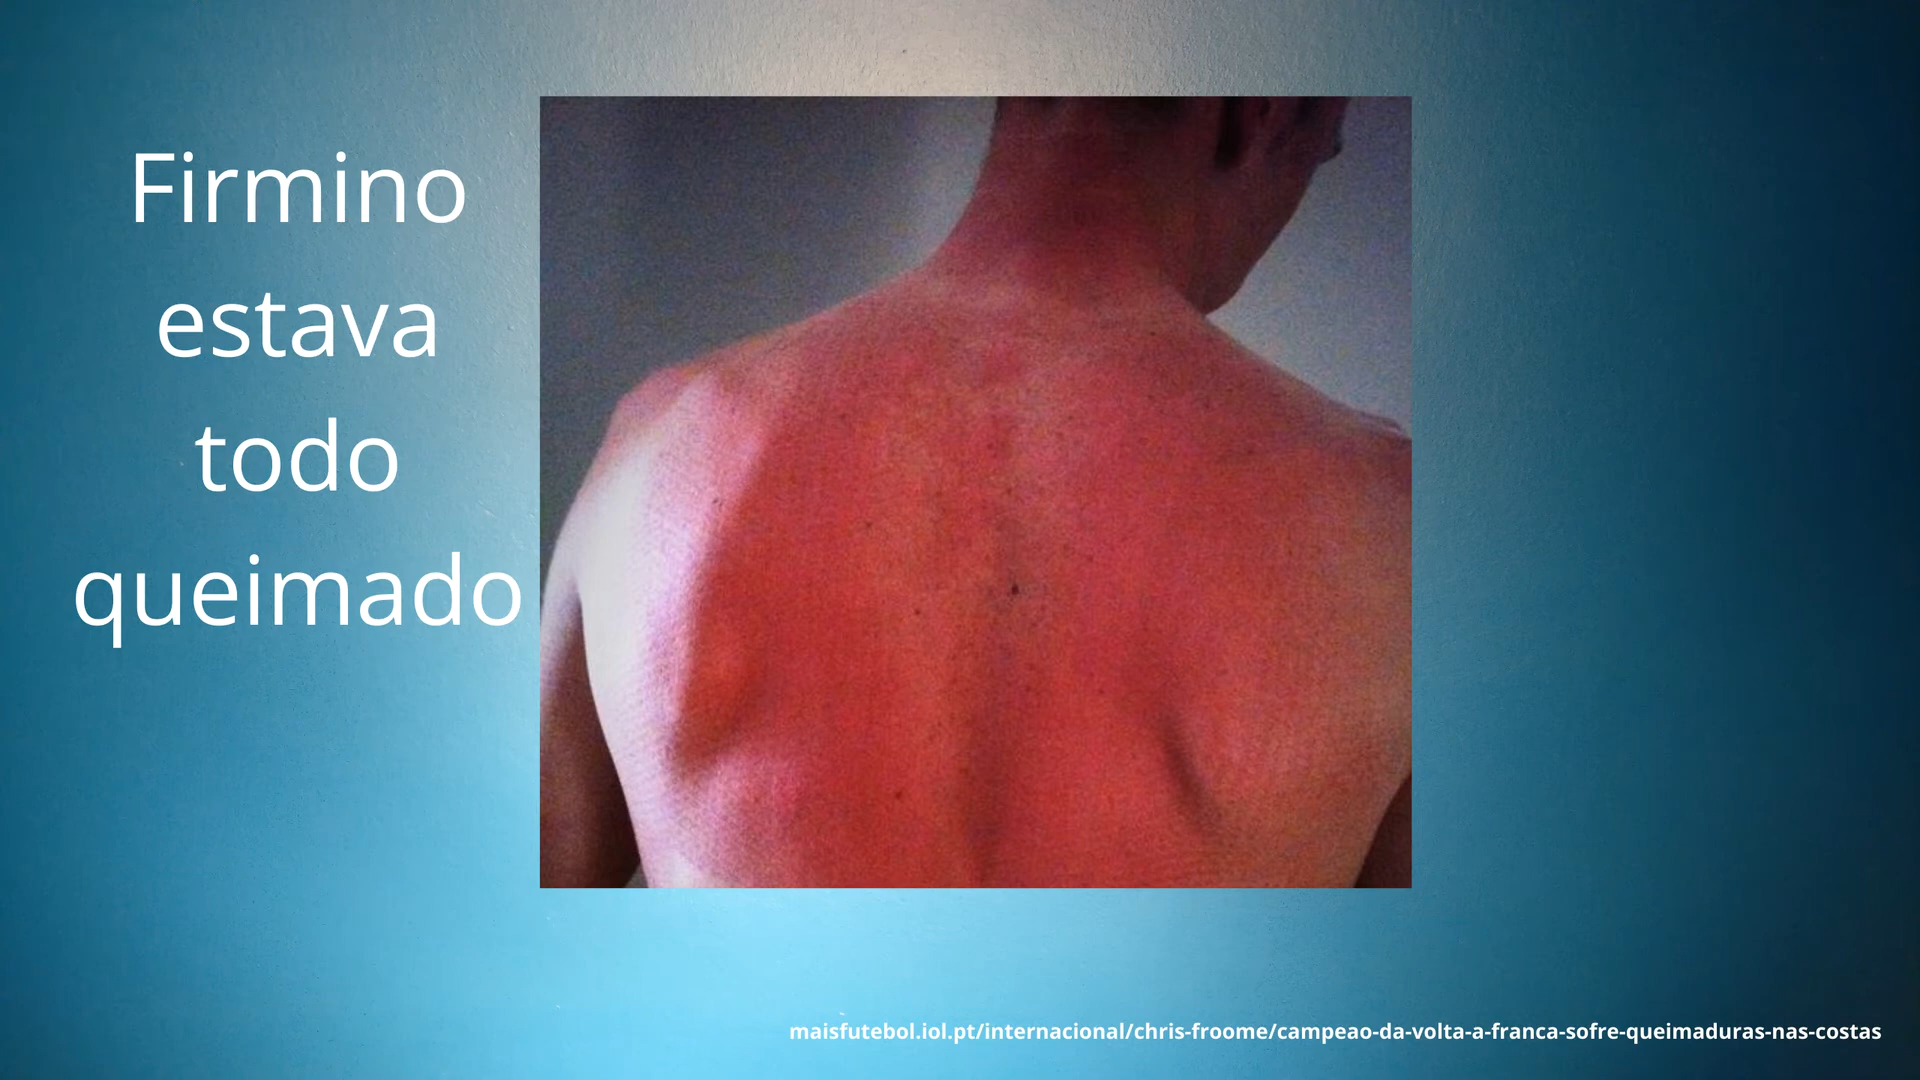 Firmino
estava
todo
queimado
maisfutebol.iol.pt/internacional/chris-froome/campeao-da-volta-a-franca-sofre-queimaduras-nas-costas